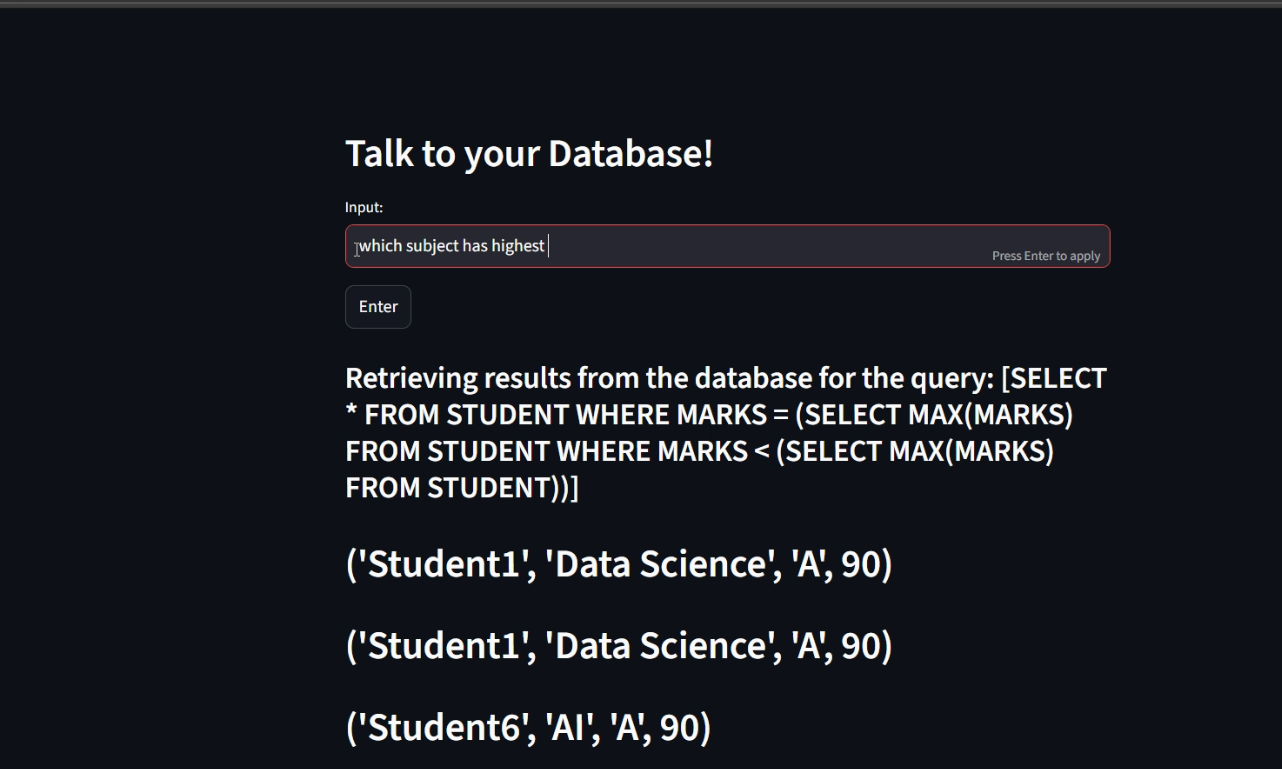 Talk to your Database!
Input:
which subject has highest
Press Enter to apply
Enter
Retrieving results from the database for the query: [SELECT
* FROM STUDENT WHERE MARKS = (SELECT MAX(MARKS)
FROM STUDENT WHERE MARKS < (SELECT MAX(MARKS)
FROM STUDENT))]
('Student1', 'Data Science', 'A', 90)
('Student1', 'Data Science', 'A', 90)
('Student6', 'AI', 'A', 90)